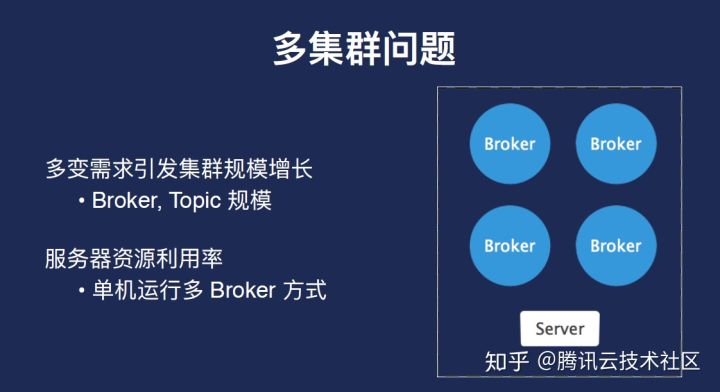 多集群问题
多变需求引发集群规模增长
• Broker, Topic 规模
服务器资源利用率
• 单机运行多 Broker 方式
Broker
Broker
Broker
Broker
Server
知乎 @腾讯云技术社区